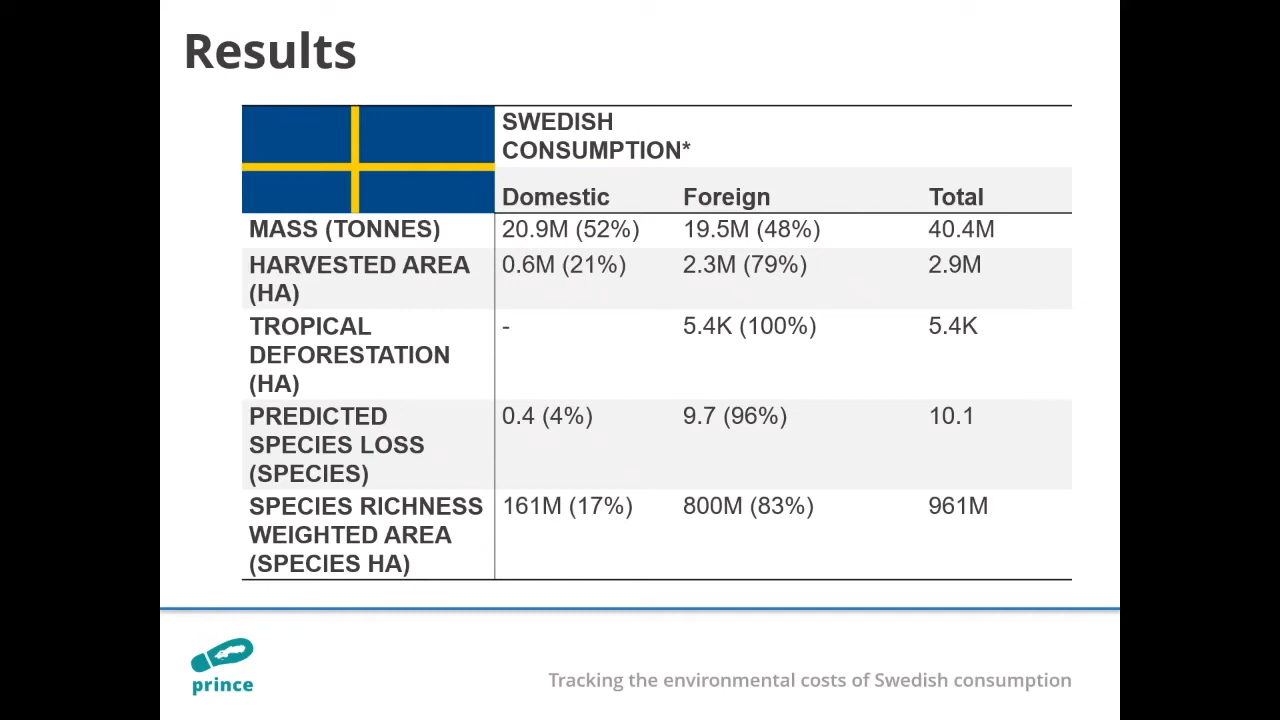 Results
SWEDISH
CONSUMPTION*
Domestic Foreign Total
MASS (TONNES) 20.9M (52%) 19.5M (48%) 40.4M
HARVESTED AREA 0.6M (21%) 2.3M (79%) 2.9M
(HA)
TROPICAL - 5.4K (100%) 5.4K
DEFORESTATION
(HA)
PREDICTED 0.4 (4%) 9.7 (96%) 10.1
SPECIES LOSS
(SPECIES)
SPECIES RICHNESS 161M (17%) 800M (83%) 961M
WEIGHTED AREA
(SPECIES HA)
prince
Tracking the environmental costs of Swedish consumption